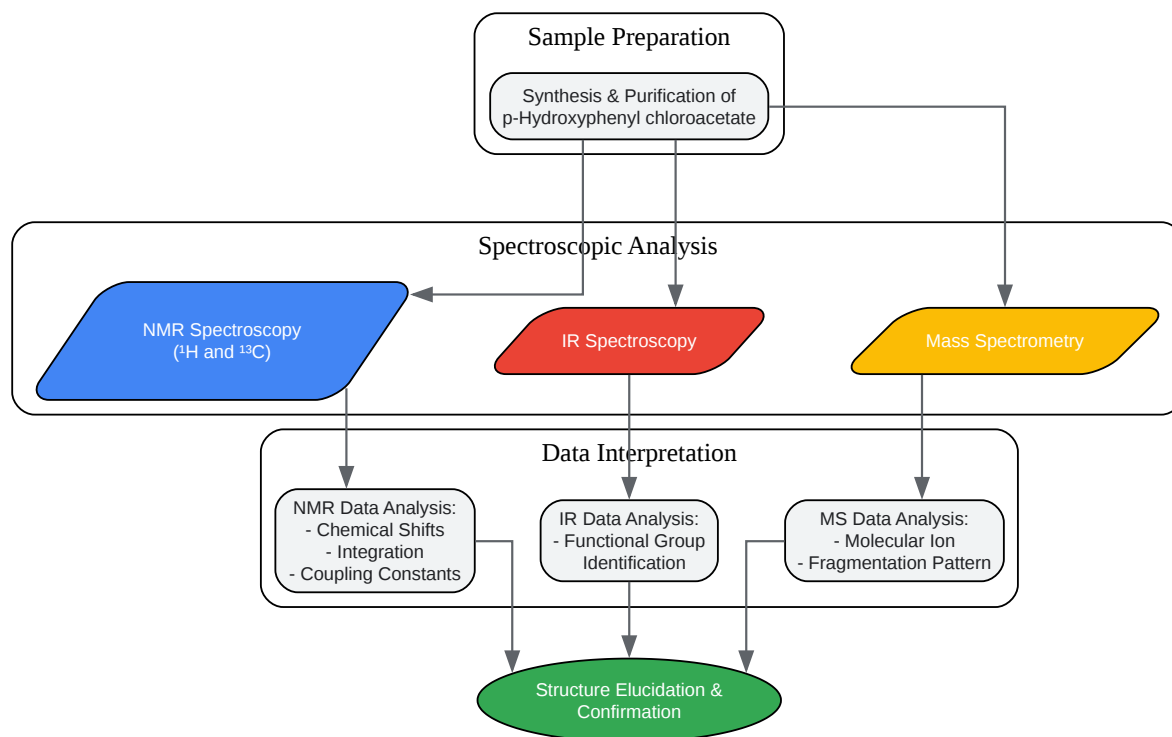 Sample Preparation
Synthesis & Purification of
p-Hydroxyphenyl chloroacetate
Spectroscopic Analysis
NMR Spectroscopy
(¹H and ¹³C)
IR Spectroscopy
Mass Spectrometry
Data Interpretation
NMR Data Analysis:
- Chemical Shifts
- Integration
- Coupling Constants
IR Data Analysis:
- Functional Group
Identification
MS Data Analysis:
- Molecular Ion
- Fragmentation Pattern
Structure Elucidation &
Confirmation